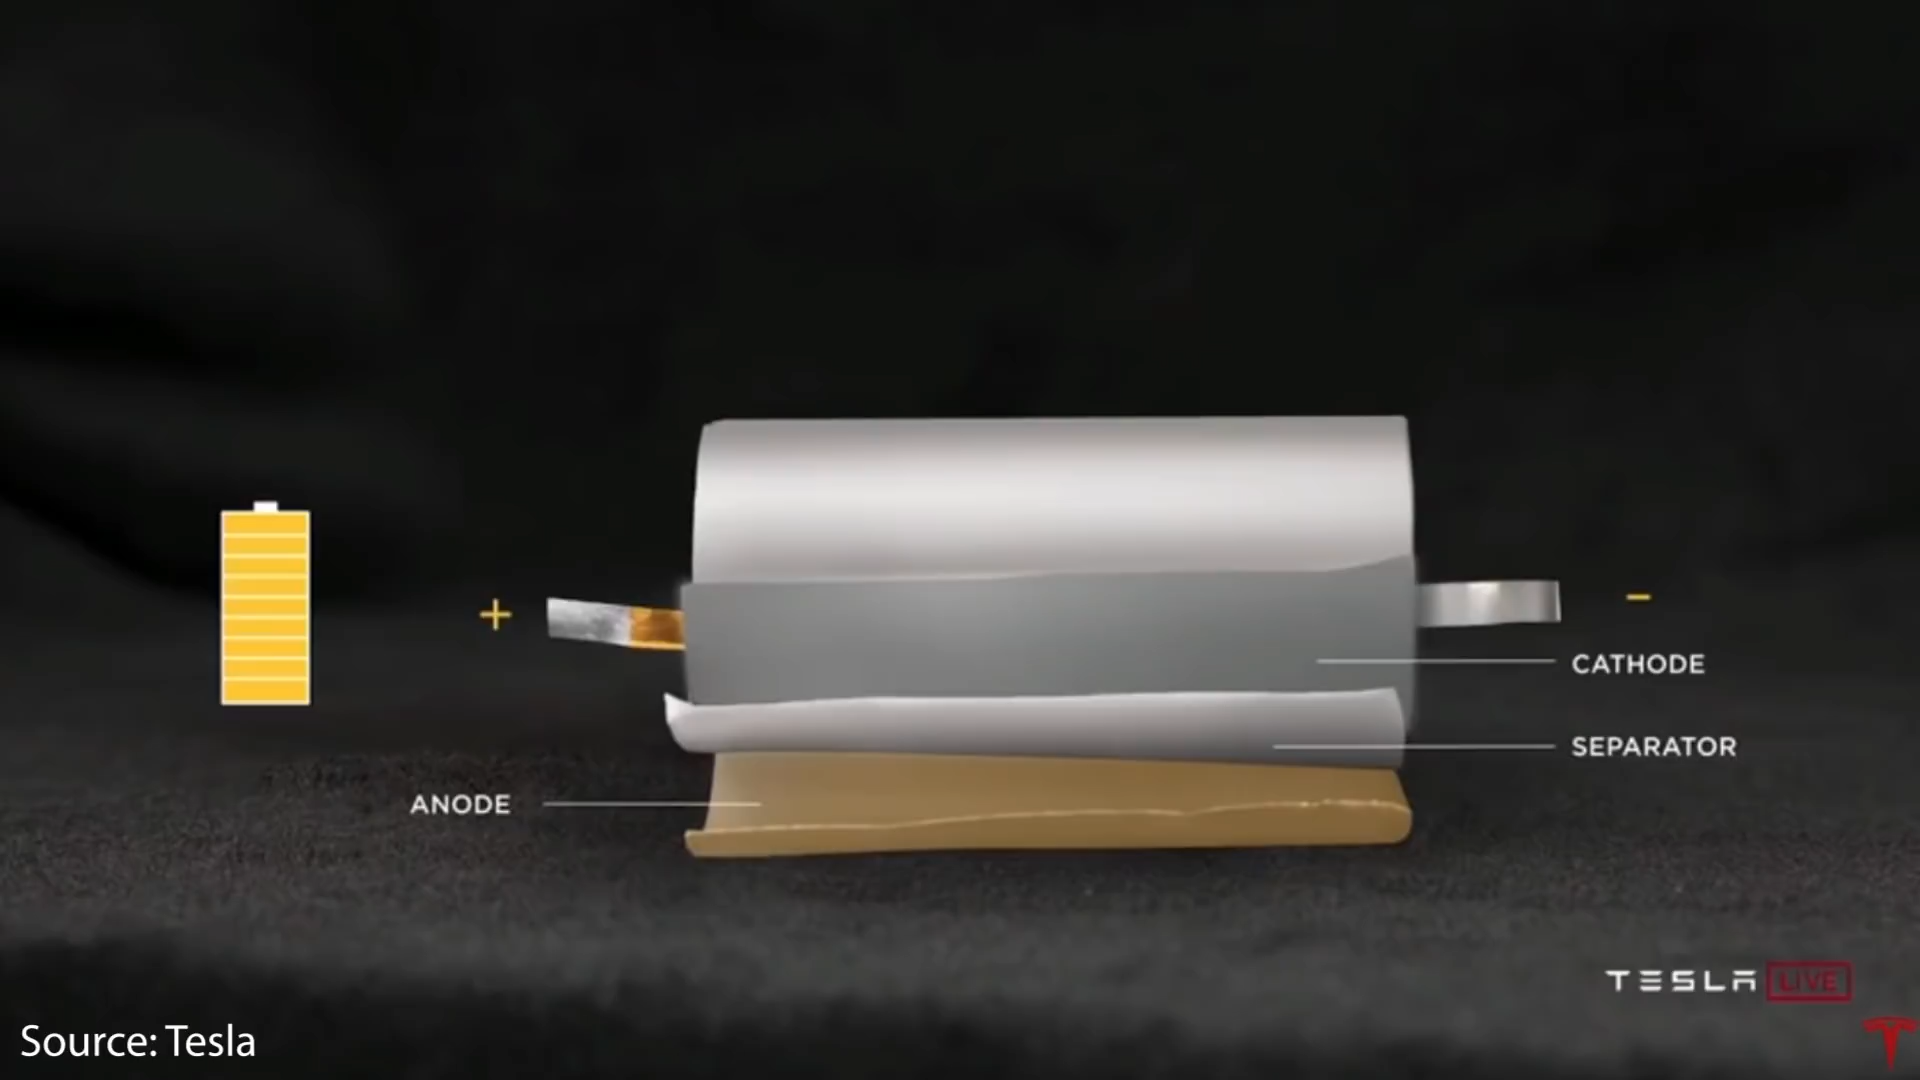 +
−
CATHODE
SEPARATOR
ANODE
TESLA LIVE
Source: Tesla